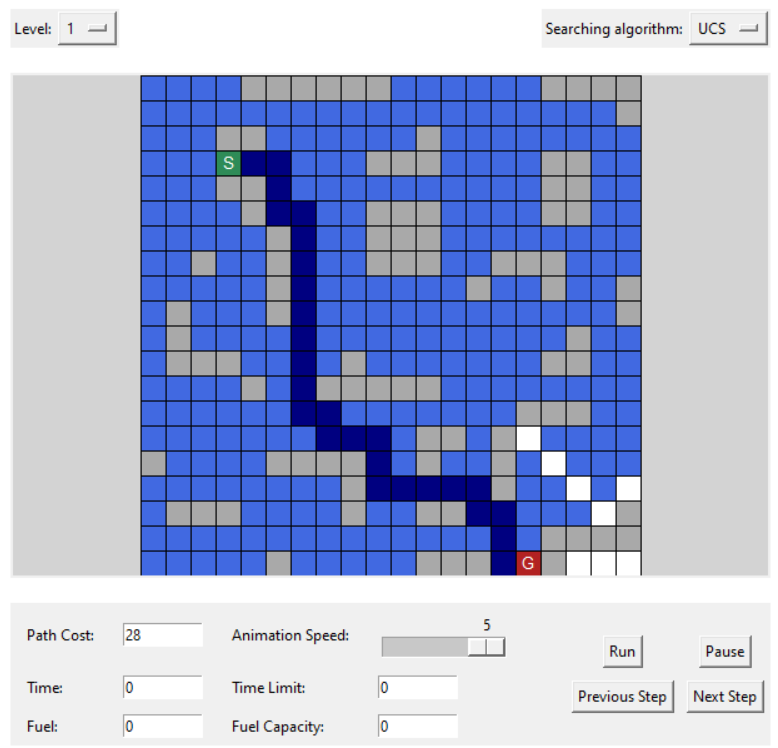 Level: 1 Searching algorithm: UCS
S
G
5
Path Cost: 28 Animation Speed:
Run Pause
Time: 0 Time Limit: 0
Previous Step Next Step
Fuel: 0 Fuel Capacity: 0